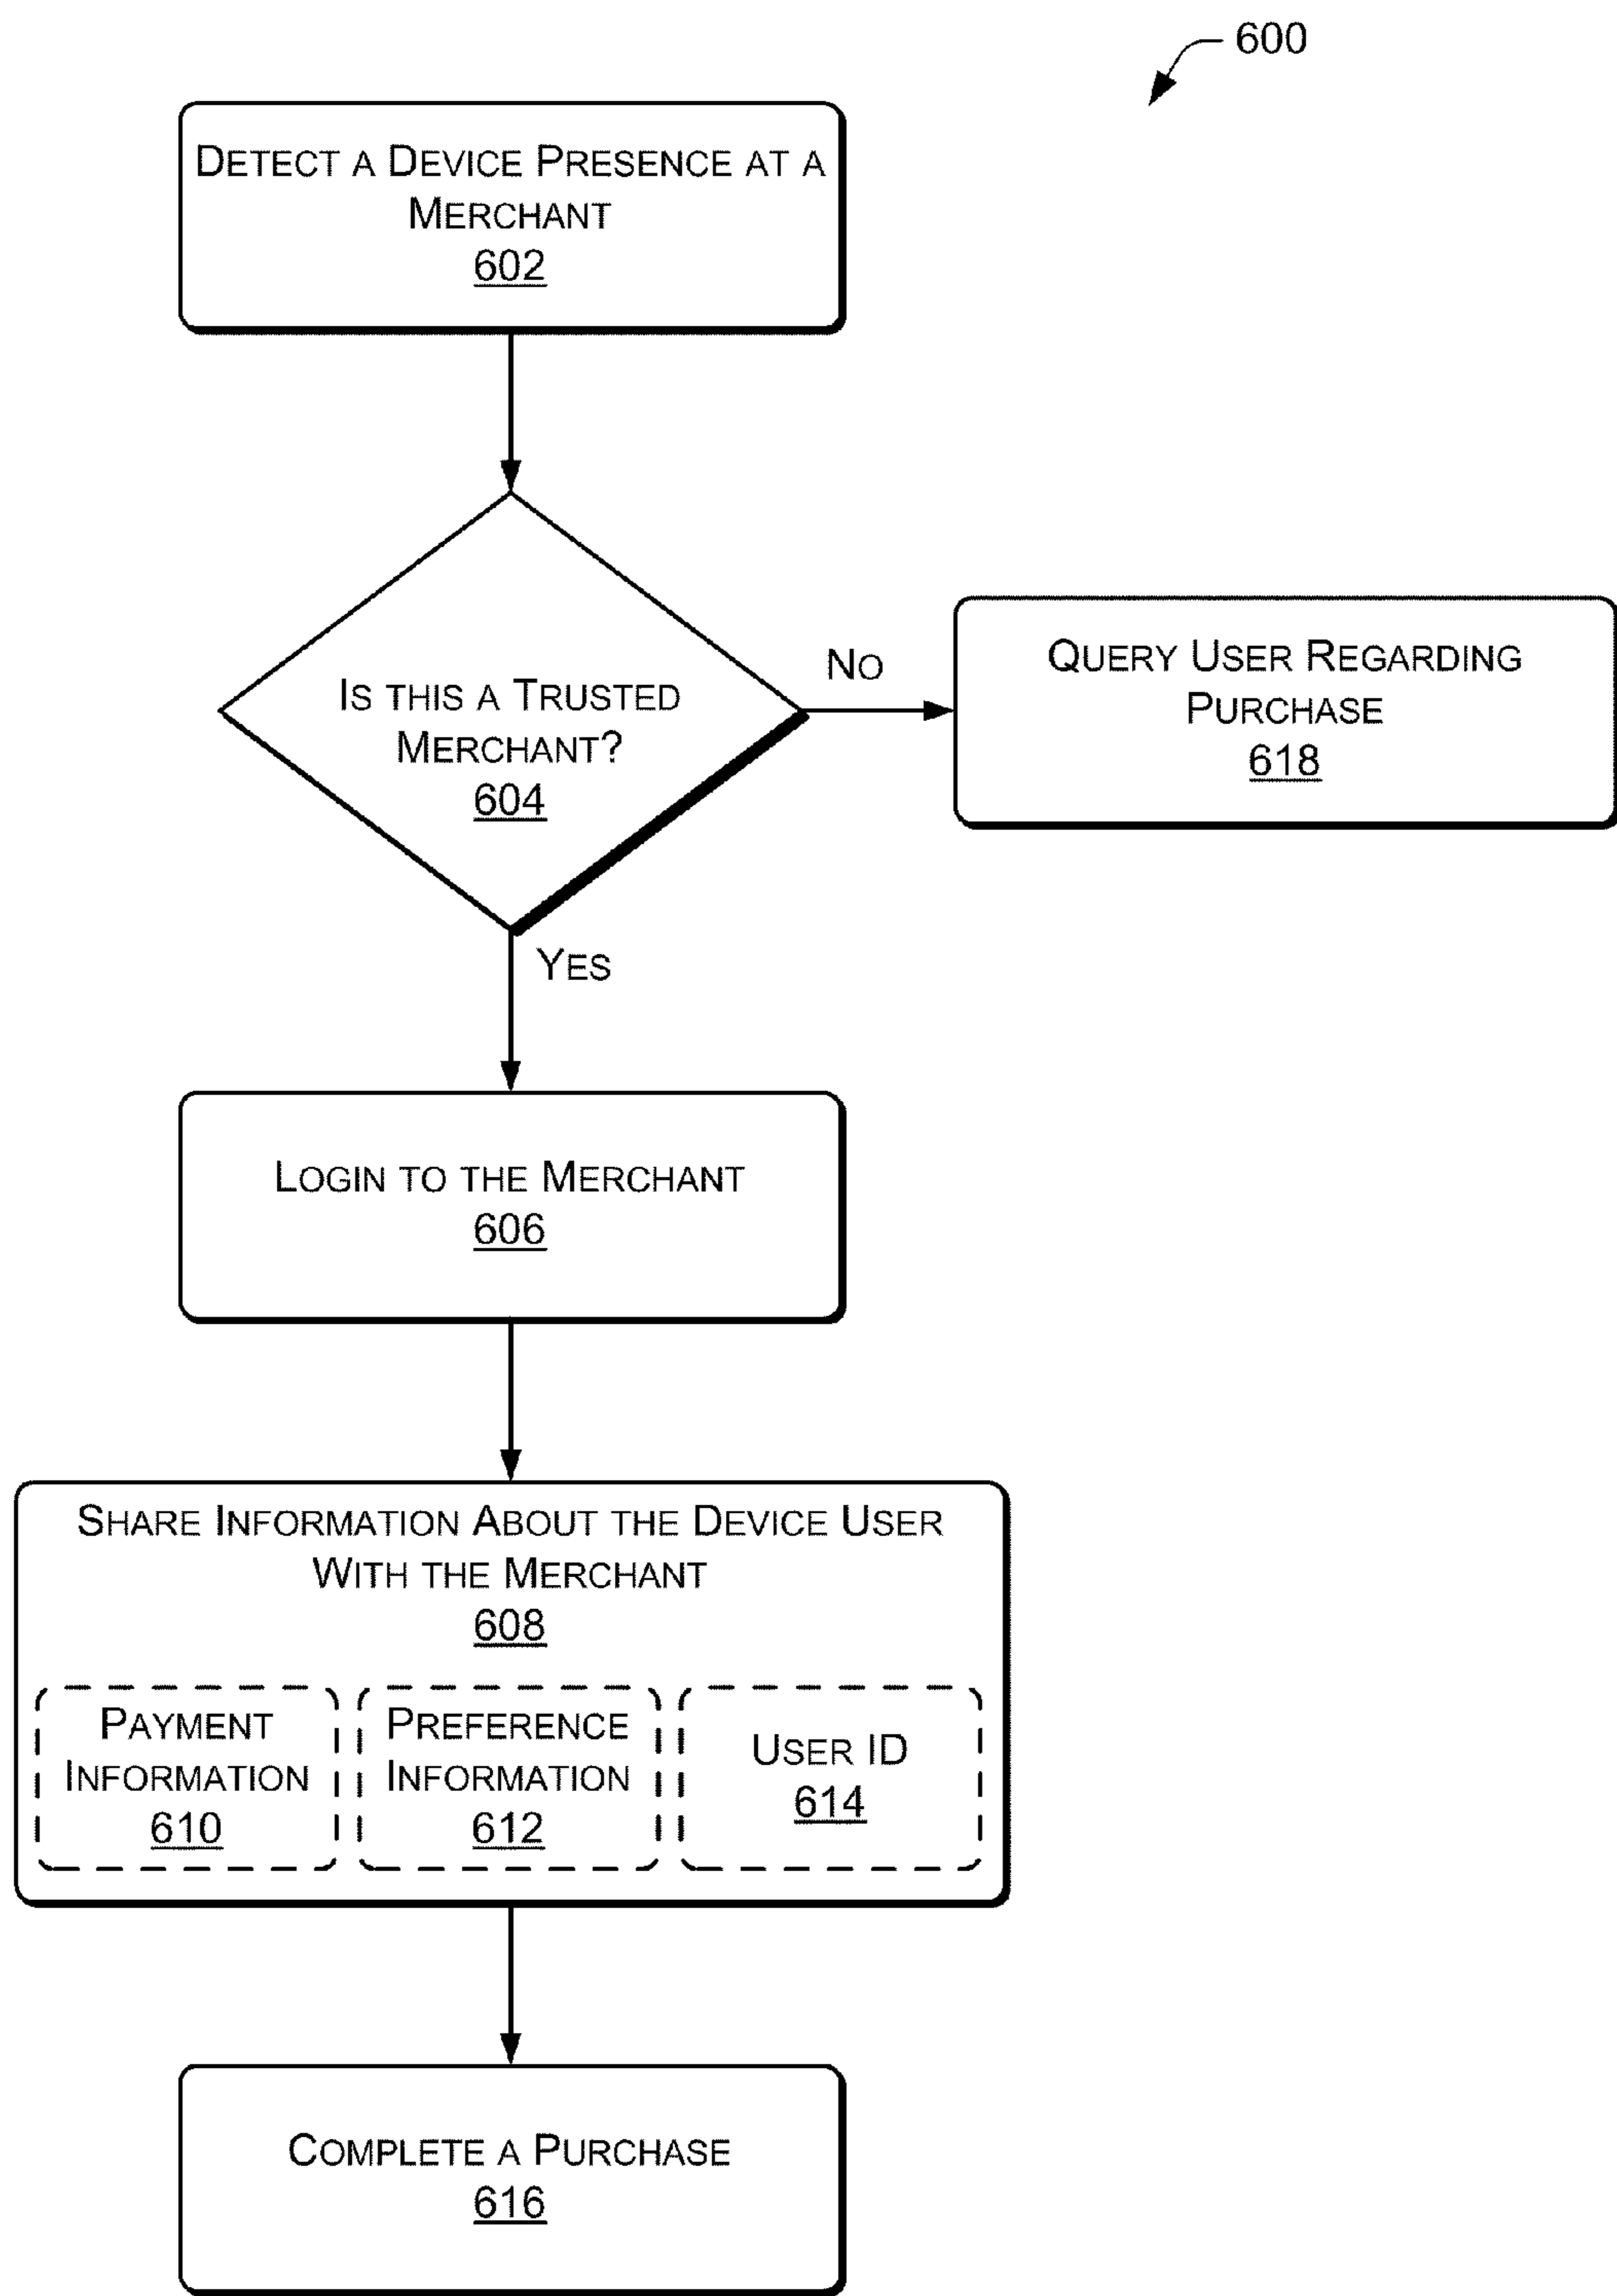 600
DETECT A DEVICE PRESENCE AT A
MERCHANT
602
IS THIS A TRUSTED
MERCHANT?
604
NO
QUERY USER REGARDING
PURCHASE
618
YES
LOGIN TO THE MERCHANT
606
SHARE INFORMATION ABOUT THE DEVICE USER
WITH THE MERCHANT
608
PAYMENT
INFORMATION
610
PREFERENCE
INFORMATION
612
USER ID
614
COMPLETE A PURCHASE
616